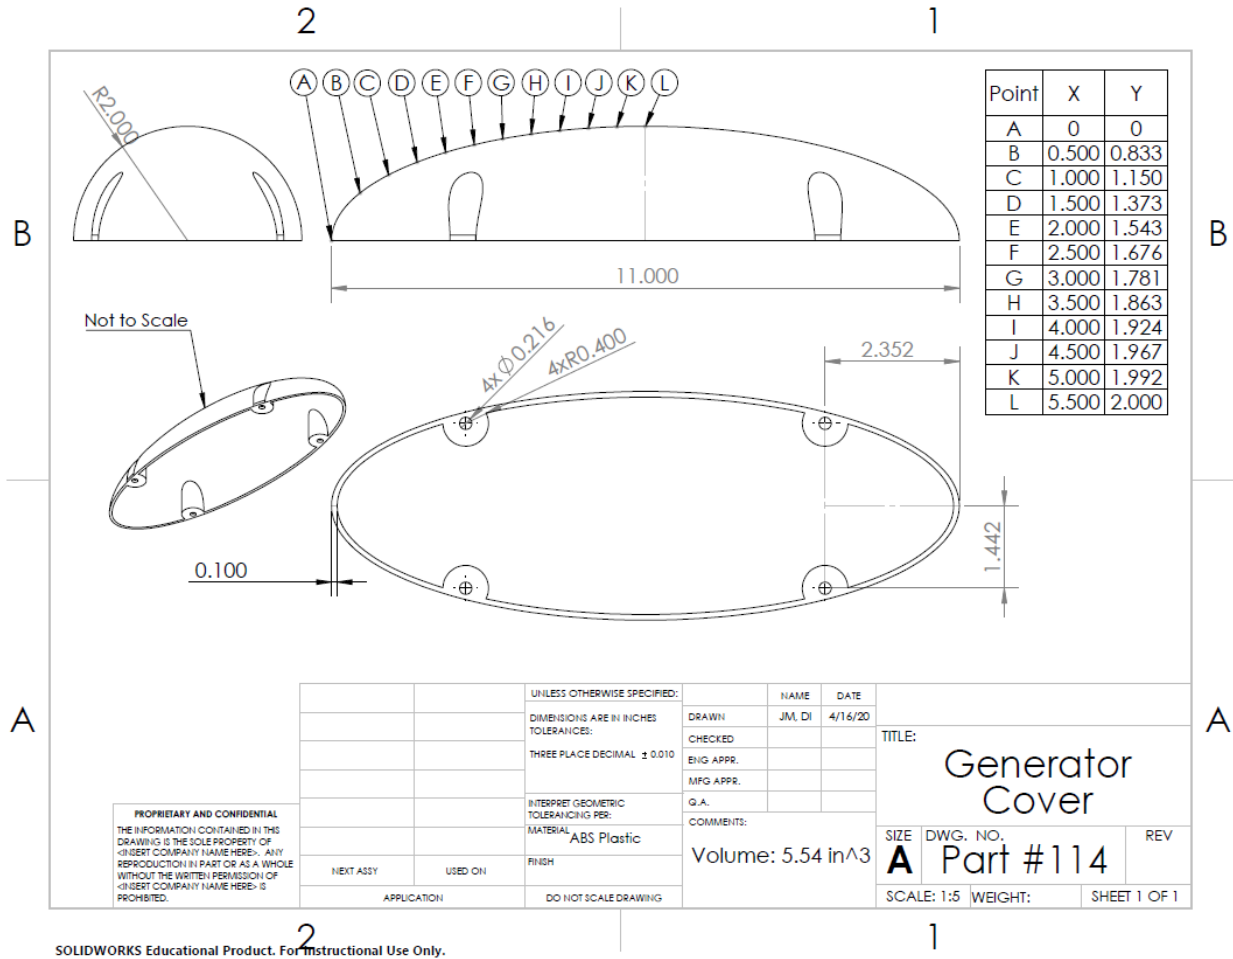 2 1
R2.000
A B C D E F G H I J K L
Point X Y
A 0 0
B 0.500 0.833
C 1.000 1.150
D 1.500 1.373
E 2.000 1.543
F 2.500 1.676
G 3.000 1.781
H 3.500 1.863
I 4.000 1.924
J 4.500 1.967
K 5.000 1.992
L 5.500 2.000
B B
11.000
Not to Scale
4x Ø0.216
4xR0.400
2.352
1.442
0.100
A A
UNLESS OTHERWISE SPECIFIED:
DIMENSIONS ARE IN INCHES
TOLERANCES:
THREE PLACE DECIMAL ± 0.010
INTERPRET GEOMETRIC
TOLERANCING PER:
MATERIAL
ABS Plastic
FINISH
DO NOT SCALE DRAWING
NAME DATE
DRAWN JM, DI 4/16/20
CHECKED
ENG APPR.
MFG APPR.
Q.A.
COMMENTS:
Volume: 5.54 in^3
TITLE:
Generator
Cover
SIZE DWG. NO. REV
A Part #114
SCALE: 1:5 WEIGHT: SHEET 1 OF 1
PROPRIETARY AND CONFIDENTIAL
THE INFORMATION CONTAINED IN THIS
DRAWING IS THE SOLE PROPERTY OF
<INSERT COMPANY NAME HERE>. ANY
REPRODUCTION IN PART OR AS A WHOLE
WITHOUT THE WRITTEN PERMISSION OF
<INSERT COMPANY NAME HERE> IS
PROHIBITED.
NEXT ASSY USED ON
APPLICATION
2 1
SOLIDWORKS Educational Product. For Instructional Use Only.